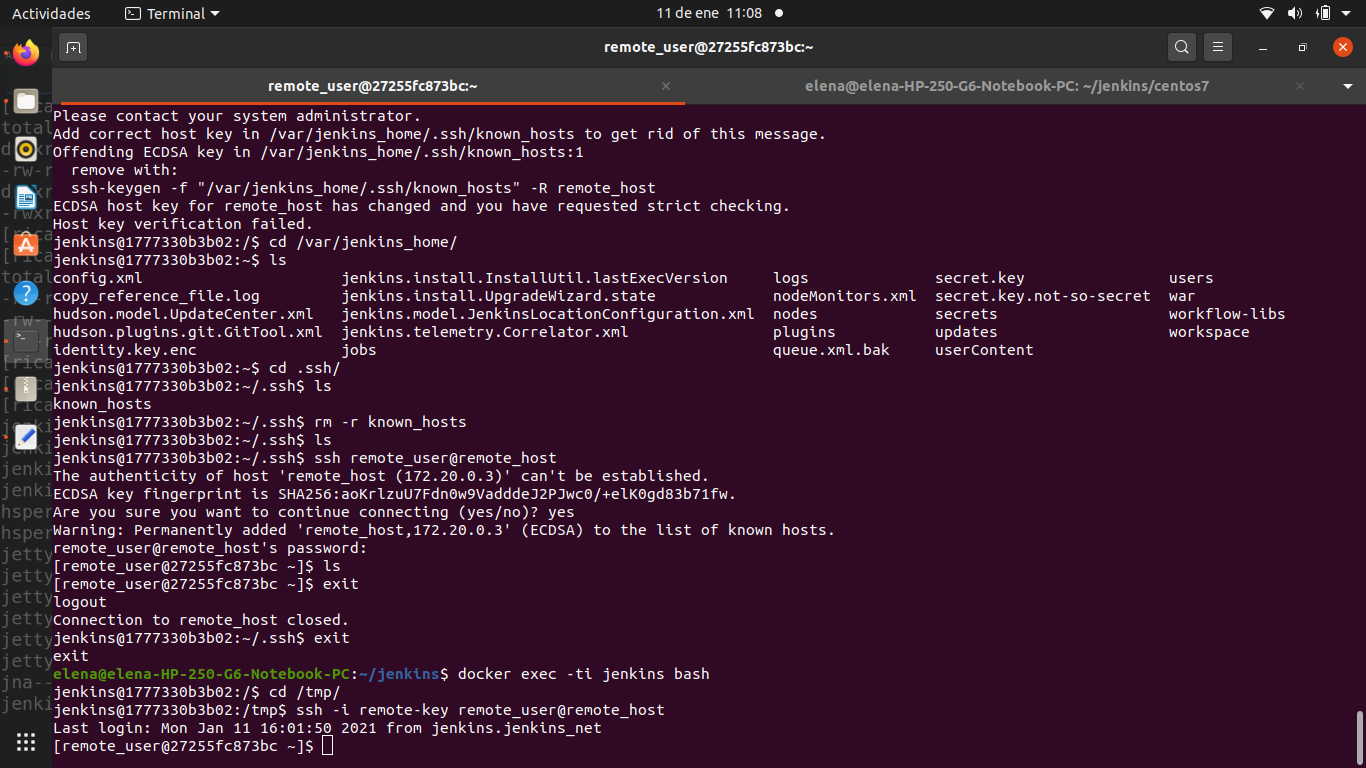 Actividades
Terminal
11 de ene 11:08
remote_user@27255fc873bc:~
remote_user@27255fc873bc:~
elena@elena-HP-250-G6-Notebook-PC: ~/jenkins/centos7
Please contact your system administrator.
Add correct host key in /var/jenkins_home/.ssh/known_hosts to get rid of this message.
Offending ECDSA key in /var/jenkins_home/.ssh/known_hosts:1
  remove with:
  ssh-keygen -f "/var/jenkins_home/.ssh/known_hosts" -R remote_host
ECDSA host key for remote_host has changed and you have requested strict checking.
Host key verification failed.
jenkins@1777330b3b02:/$ cd /var/jenkins_home/
jenkins@1777330b3b02:~$ ls
config.xml jenkins.install.InstallUtil.lastExecVersion logs secret.key users
copy_reference_file.log jenkins.install.UpgradeWizard.state nodeMonitors.xml secret.key.not-so-secret war
hudson.model.UpdateCenter.xml jenkins.model.JenkinsLocationConfiguration.xml nodes secrets workflow-libs
hudson.plugins.git.GitTool.xml jenkins.telemetry.Correlator.xml plugins updates workspace
identity.key.enc jobs queue.xml.bak userContent
jenkins@1777330b3b02:~$ cd .ssh/
jenkins@1777330b3b02:~/.ssh$ ls
known_hosts
jenkins@1777330b3b02:~/.ssh$ rm -r known_hosts
jenkins@1777330b3b02:~/.ssh$ ls
jenkins@1777330b3b02:~/.ssh$ ssh remote_user@remote_host
The authenticity of host 'remote_host (172.20.0.3)' can't be established.
ECDSA key fingerprint is SHA256:aoKrlzuU7Fdn0w9VadddeJ2PJwc0/+elK0gd83b71fw.
Are you sure you want to continue connecting (yes/no)? yes
Warning: Permanently added 'remote_host,172.20.0.3' (ECDSA) to the list of known hosts.
remote_user@remote_host's password:
[remote_user@27255fc873bc ~]$ ls
[remote_user@27255fc873bc ~]$ exit
logout
Connection to remote_host closed.
jenkins@1777330b3b02:~/.ssh$ exit
exit
elena@elena-HP-250-G6-Notebook-PC:~/jenkins$ docker exec -ti jenkins bash
jenkins@1777330b3b02:/$ cd /tmp/
jenkins@1777330b3b02:/tmp$ ssh -i remote-key remote_user@remote_host
Last login: Mon Jan 11 16:01:50 2021 from jenkins.jenkins_net
[remote_user@27255fc873bc ~]$